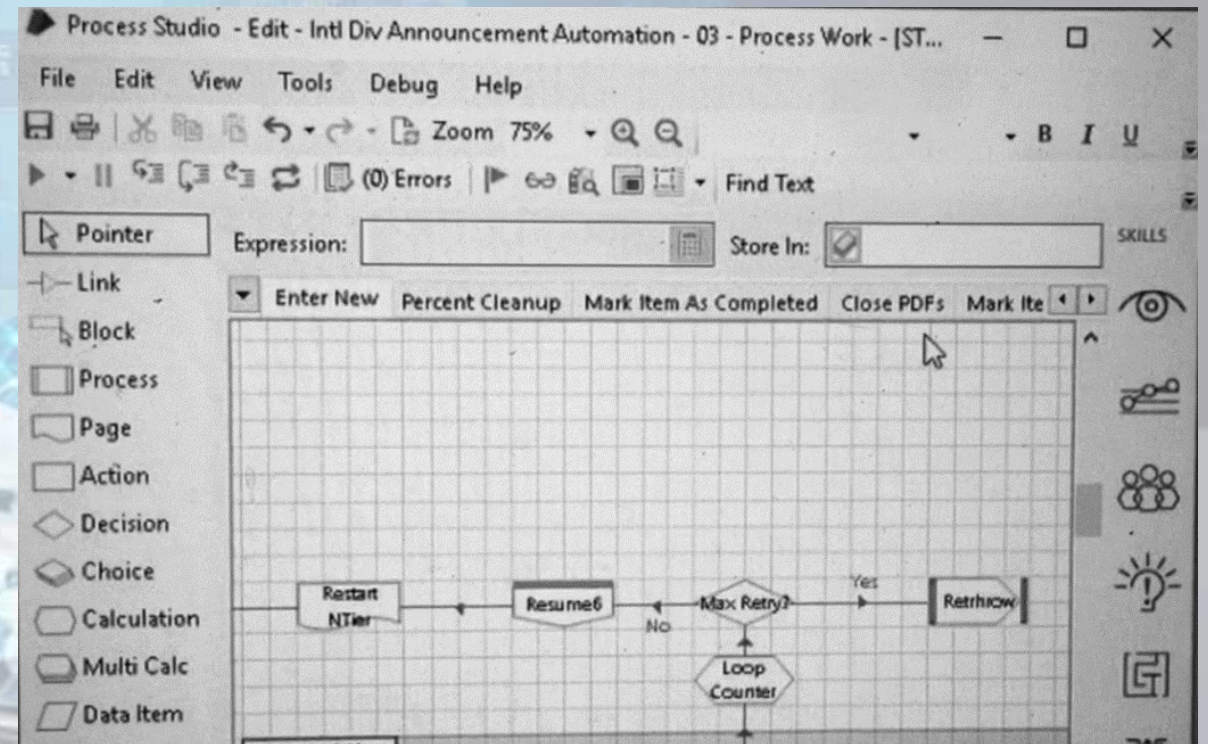 Process Studio - Edit - Intl Div Announcement Automation - 03 - Process Work - [ST...
File Edit View Tools Debug Help
Zoom 75% B I U
(0) Errors Find Text
Pointer
Expression: Store In:
SKILLS
Link
Enter New Percent Cleanup Mark Item As Completed Close PDFs Mark Ite
Block
Process
Page
Action
Decision
Choice
Calculation
Multi Calc
Data Item
Restart
NTier
Resume6
No
Max Retry?
Yes
Retrhrow
Loop
Counter